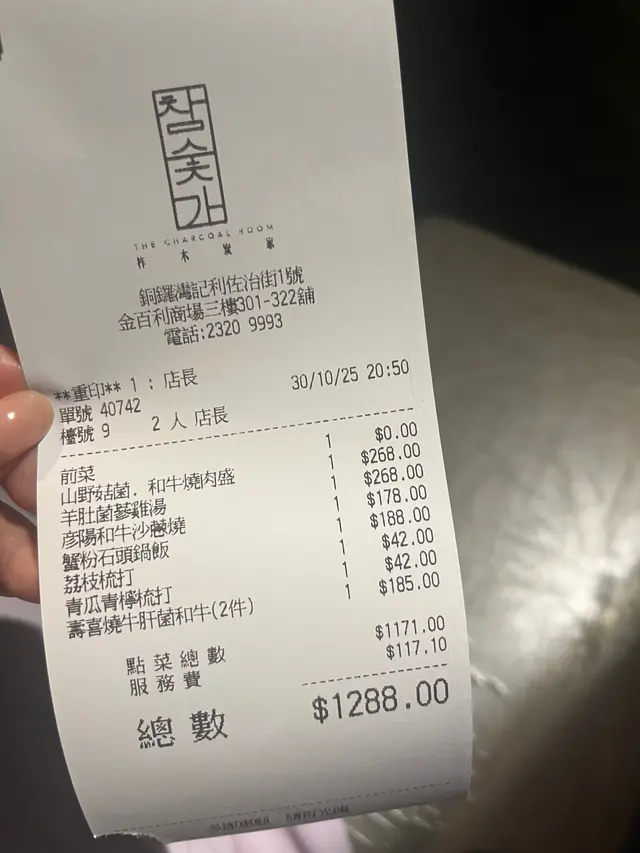 참숯간
THE CHARCOAL ROOM
柞木炭家
銅鑼灣記利佐治街1號
金百利商場三樓301-322舖
電話:2320 9993
**重印** 1 : 店長
單號 40742 30/10/25 20:50
檯號 9 2 人 店長
前菜 1 $0.00
山野菇菌. 和牛燒肉盛 1 $268.00
羊肚菌蔘雞湯 1 $268.00
彥陽和牛沙蔥燒 1 $178.00
蟹粉石頭鍋飯 1 $188.00
荔枝梳打 1 $42.00
青瓜青檸梳打 1 $42.00
壽喜燒牛肝菌和牛(2件) 1 $185.00
點菜總數 $1171.00
服務費 $117.10
總數 $1288.00